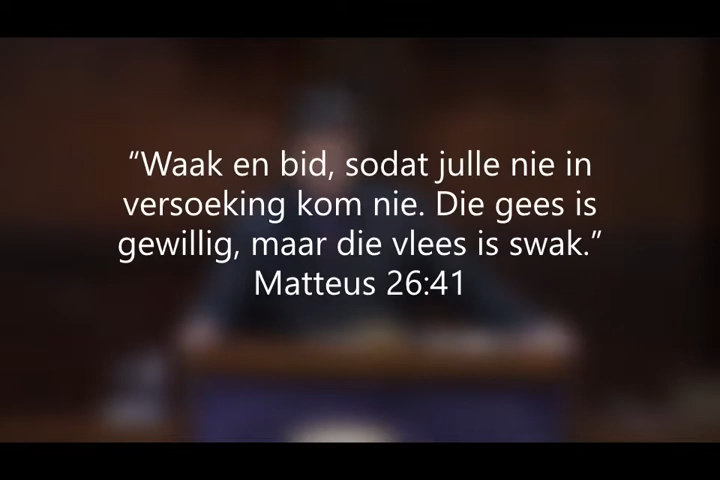 “Waak en bid, sodat julle nie in
versoeking kom nie. Die gees is
gewillig, maar die vlees is swak.”
Matteus 26:41